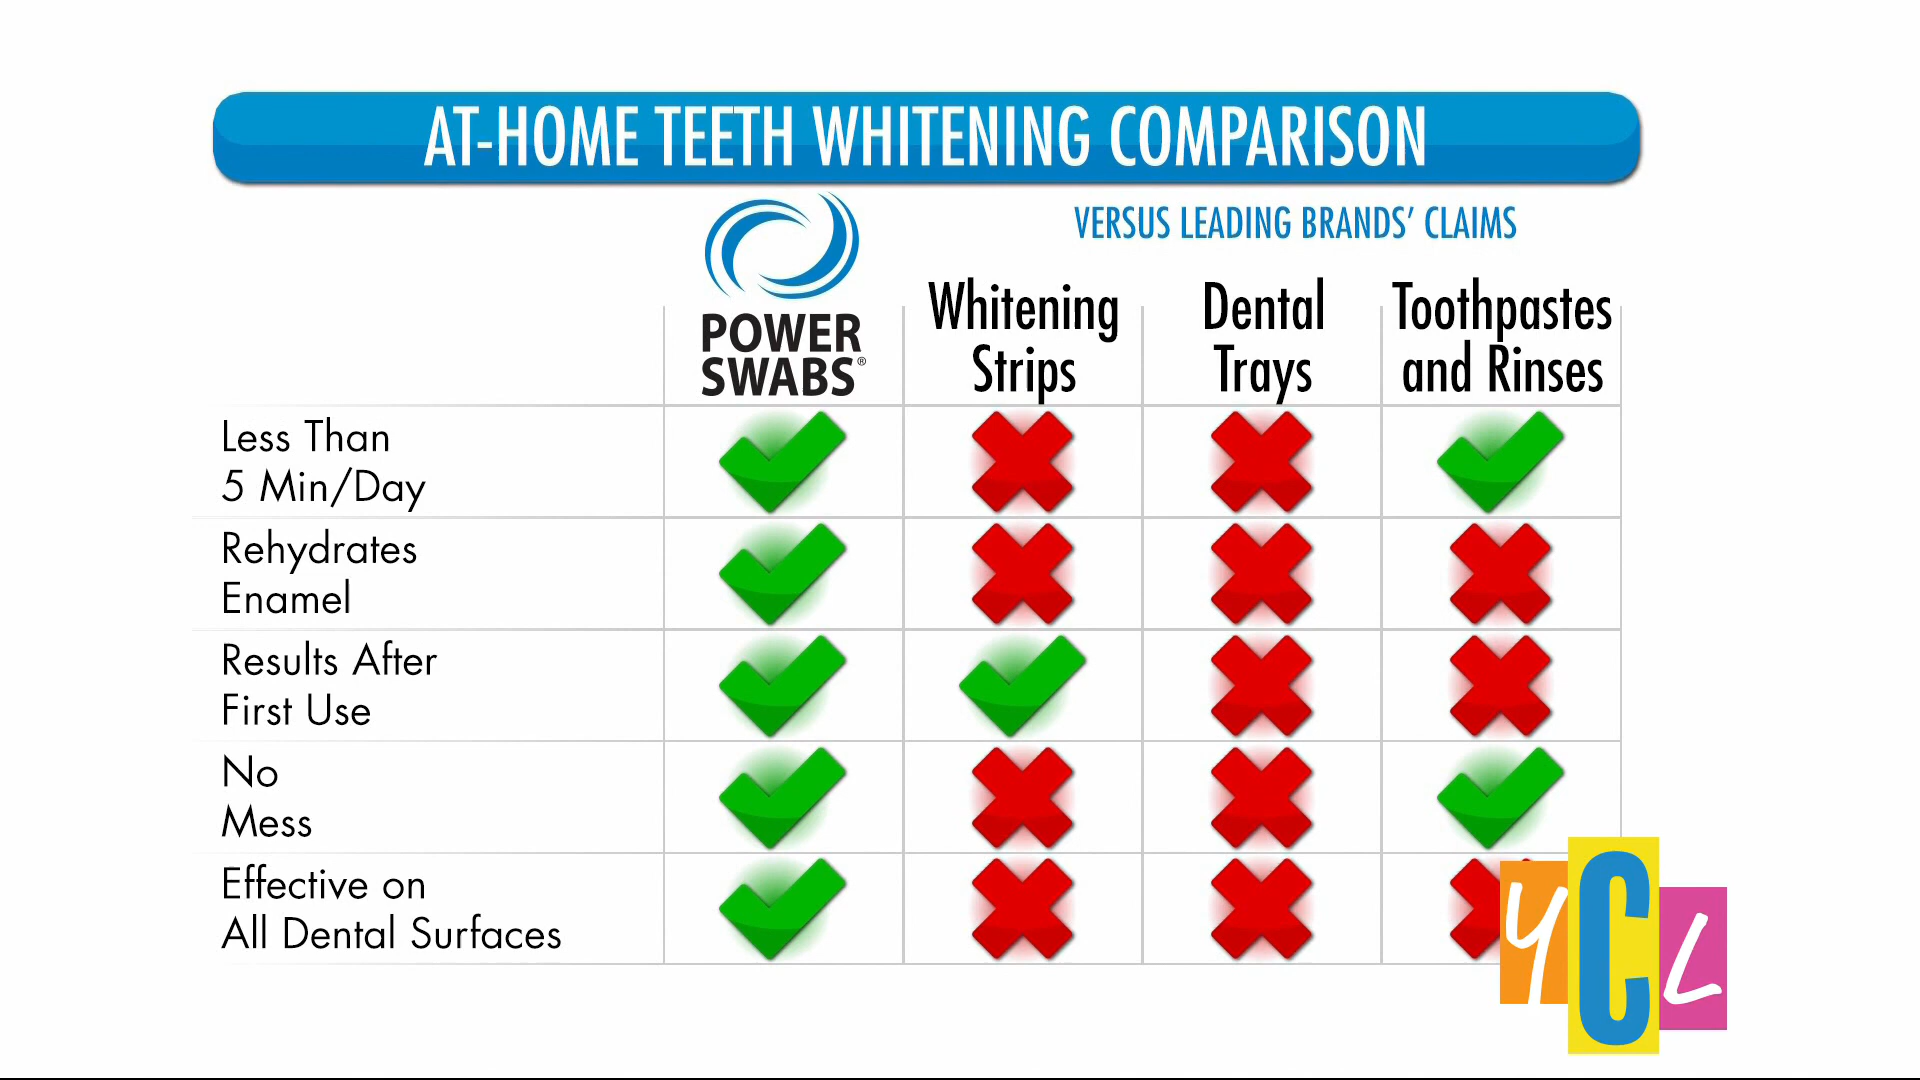 AT-HOME TEETH WHITENING COMPARISON
VERSUS LEADING BRANDS’ CLAIMS
POWER
SWABS®
Whitening
Strips
Dental
Trays
Toothpastes
and Rinses
Less Than
5 Min/Day
Rehydrates
Enamel
Results After
First Use
No
Mess
Effective on
All Dental Surfaces
YCL